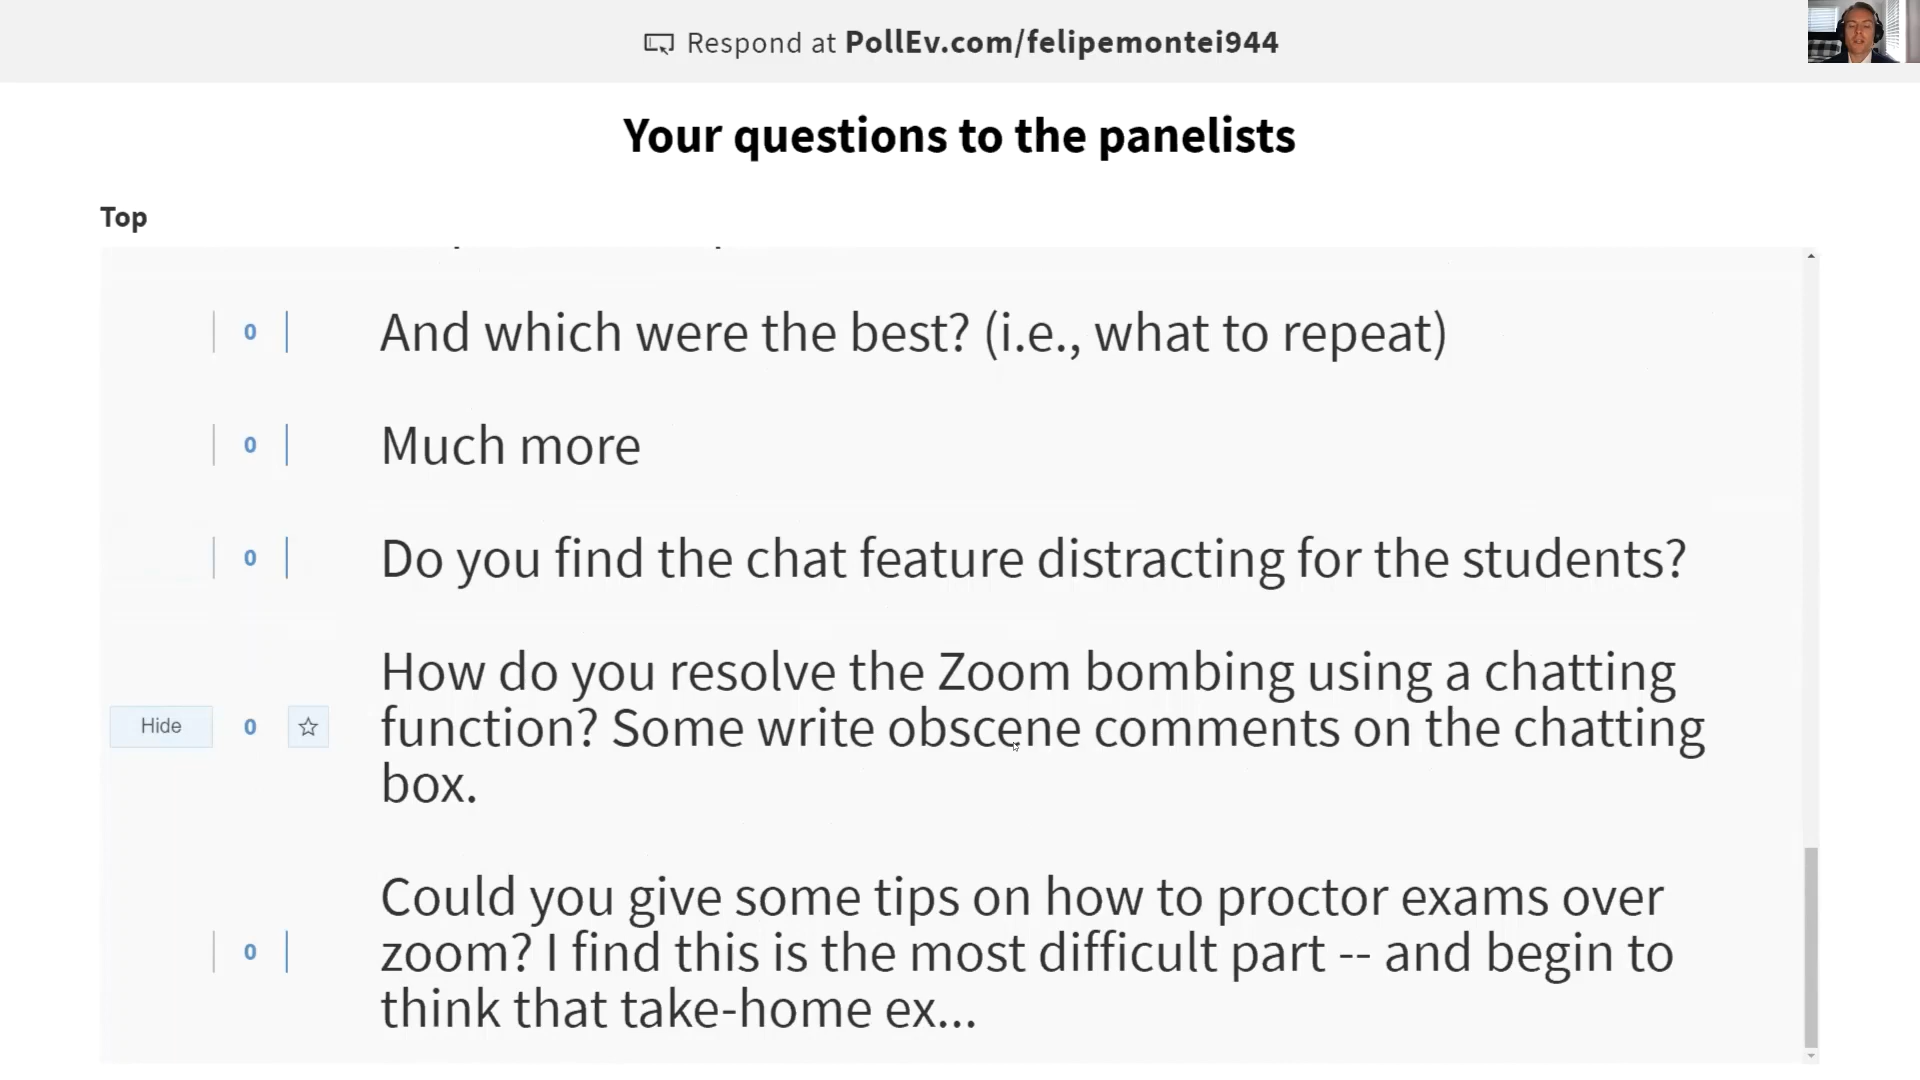 Respond at PollEv.com/felipemontei944
Your questions to the panelists
Top
0 And which were the best? (i.e., what to repeat)
0 Much more
0 Do you find the chat feature distracting for the students?
How do you resolve the Zoom bombing using a chatting
Hide 0 function? Some write obscene comments on the chatting
box.
Could you give some tips on how to proctor exams over
0 zoom? I find this is the most difficult part -- and begin to
think that take-home ex...